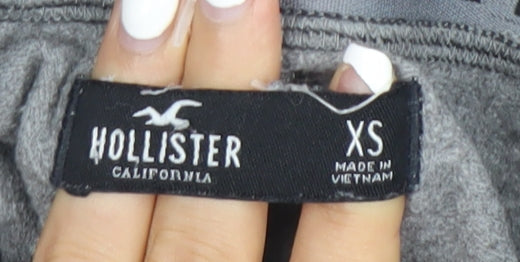 HOLLISTER
CALIFORNIA
XS
MADE IN
VIETNAM